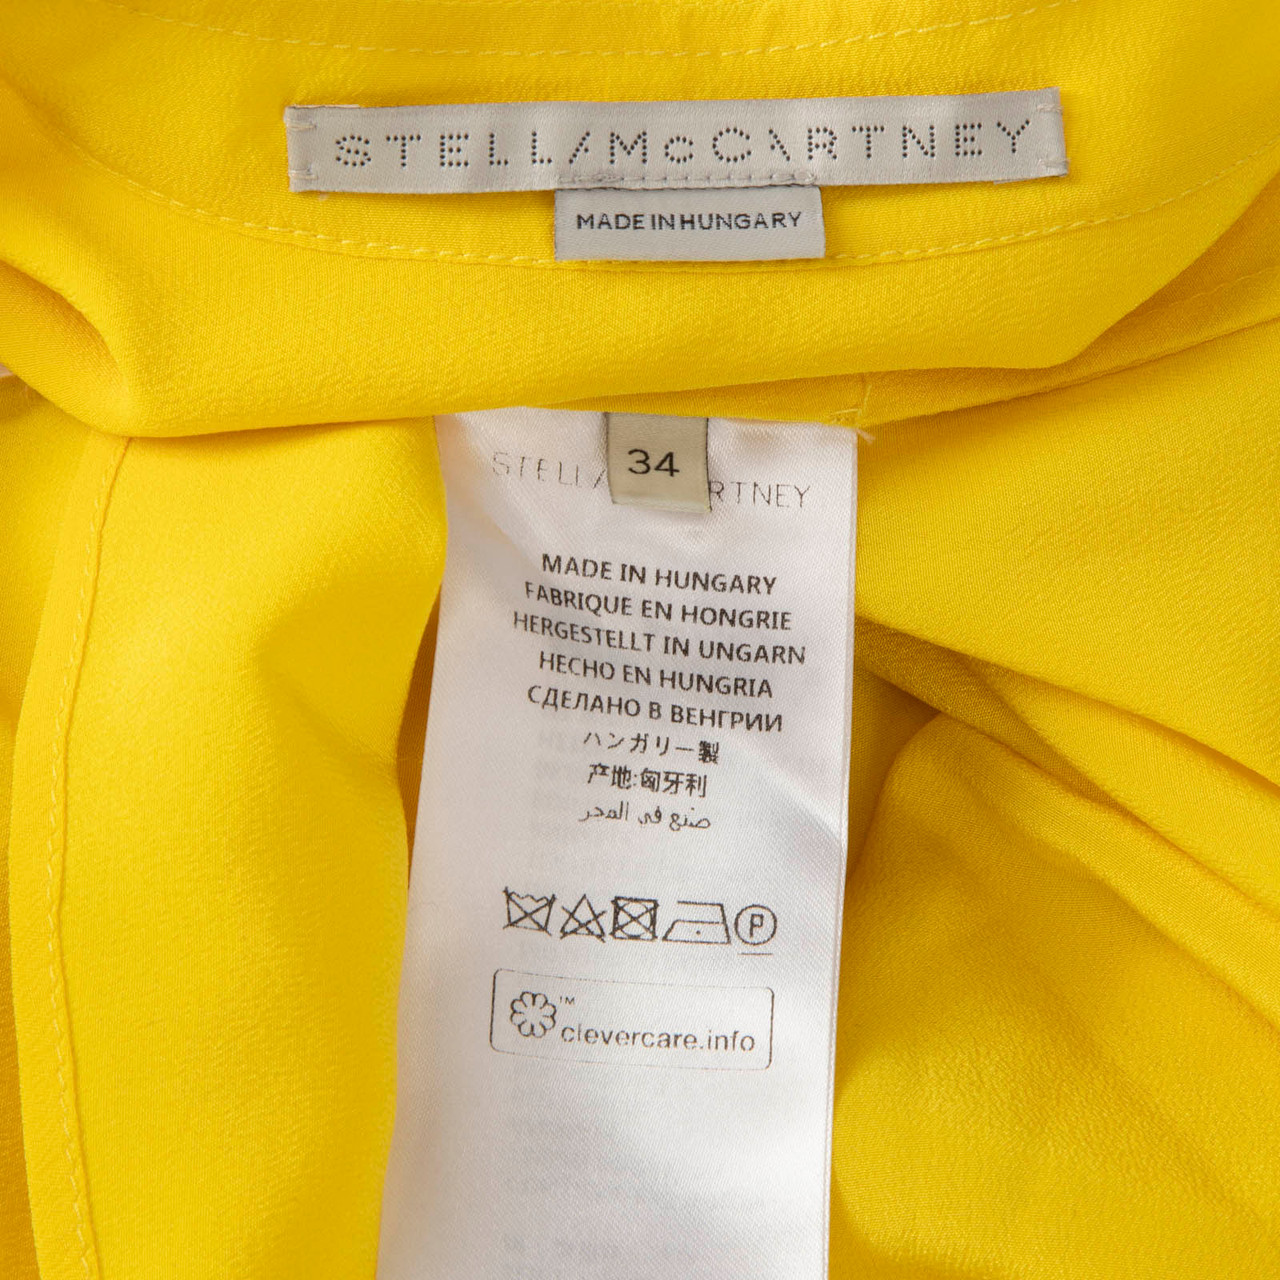 STELLA McCARTNEY
MADE IN HUNGARY
34
MADE IN HUNGARY
FABRIQUE EN HONGRIE
HERGESTELLT IN UNGARN
HECHO EN HUNGRIA
СДЕЛАНО В ВЕНГРИИ
ハンガリー製
产地:匈牙利
صنع في المجر
P
™
clevercare.info